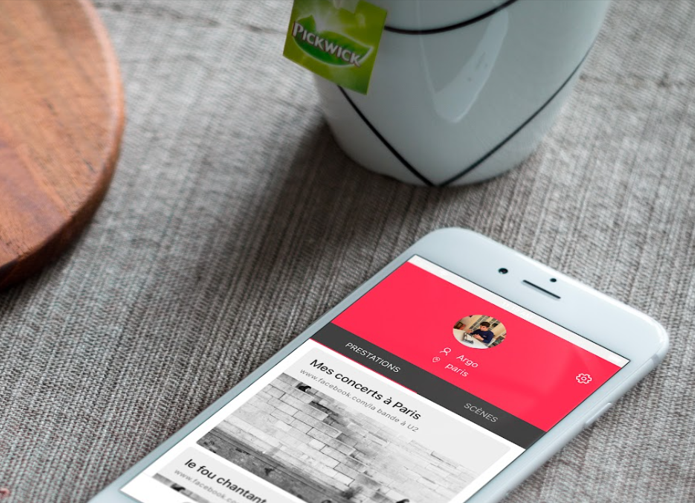 PICKWICK
Argo
paris
PRESTATIONS
SCÈNES
Mes concerts à Paris
www.facebook.com/la bande à U2
le fou chantant
www.facebook.com